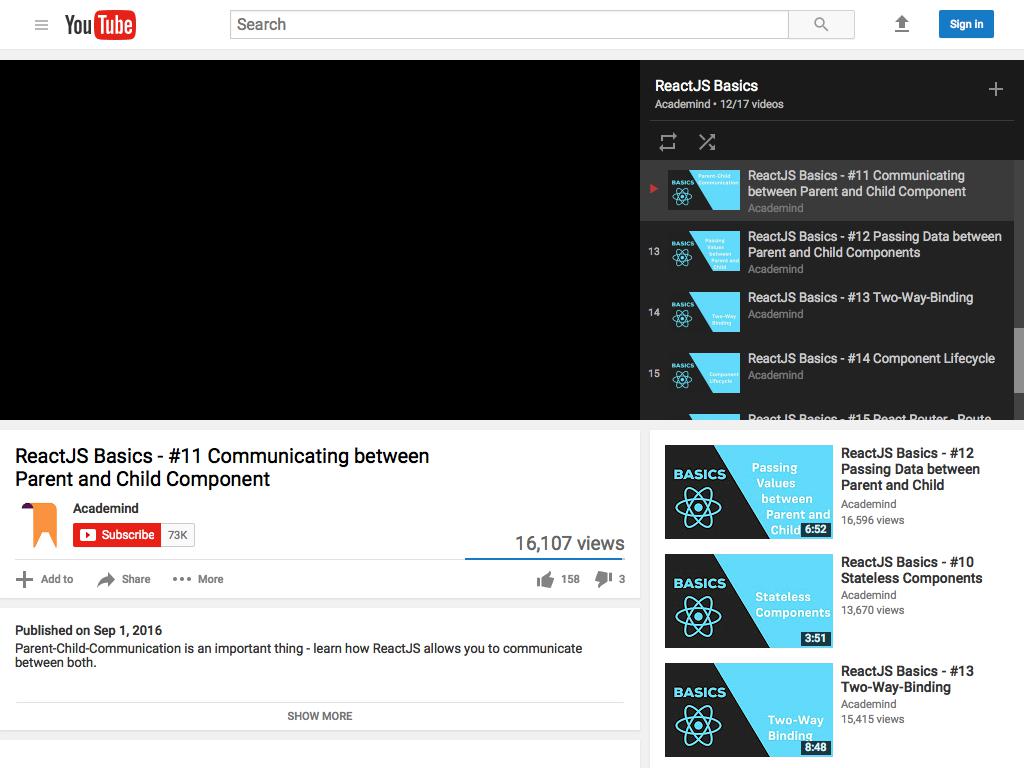 YouTube
Search
Sign in
ReactJS Basics
Academind • 12/17 videos
BASICS
Parent-Child
Communication
ReactJS Basics - #11 Communicating
between Parent and Child Component
Academind
13
BASICS
Passing
Values
between
Parent and
Child
ReactJS Basics - #12 Passing Data between
Parent and Child Components
Academind
14
BASICS
Two-Way
Binding
ReactJS Basics - #13 Two-Way-Binding
Academind
15
BASICS
Component
Lifecycle
ReactJS Basics - #14 Component Lifecycle
Academind
ReactJS Basics - #15 React Router - Route
ReactJS Basics - #11 Communicating between
Parent and Child Component
Academind
Subscribe
73K
16,107 views
Add to
Share
More
158
3
Published on Sep 1, 2016
Parent-Child-Communication is an important thing - learn how ReactJS allows you to communicate
between both.
SHOW MORE
BASICS
Passing
Values
between
Parent and
Child
6:52
ReactJS Basics - #12
Passing Data between
Parent and Child
Academind
16,596 views
BASICS
Stateless
Components
3:51
ReactJS Basics - #10
Stateless Components
Academind
13,670 views
BASICS
Two-Way
Binding
8:48
ReactJS Basics - #13
Two-Way-Binding
Academind
15,415 views